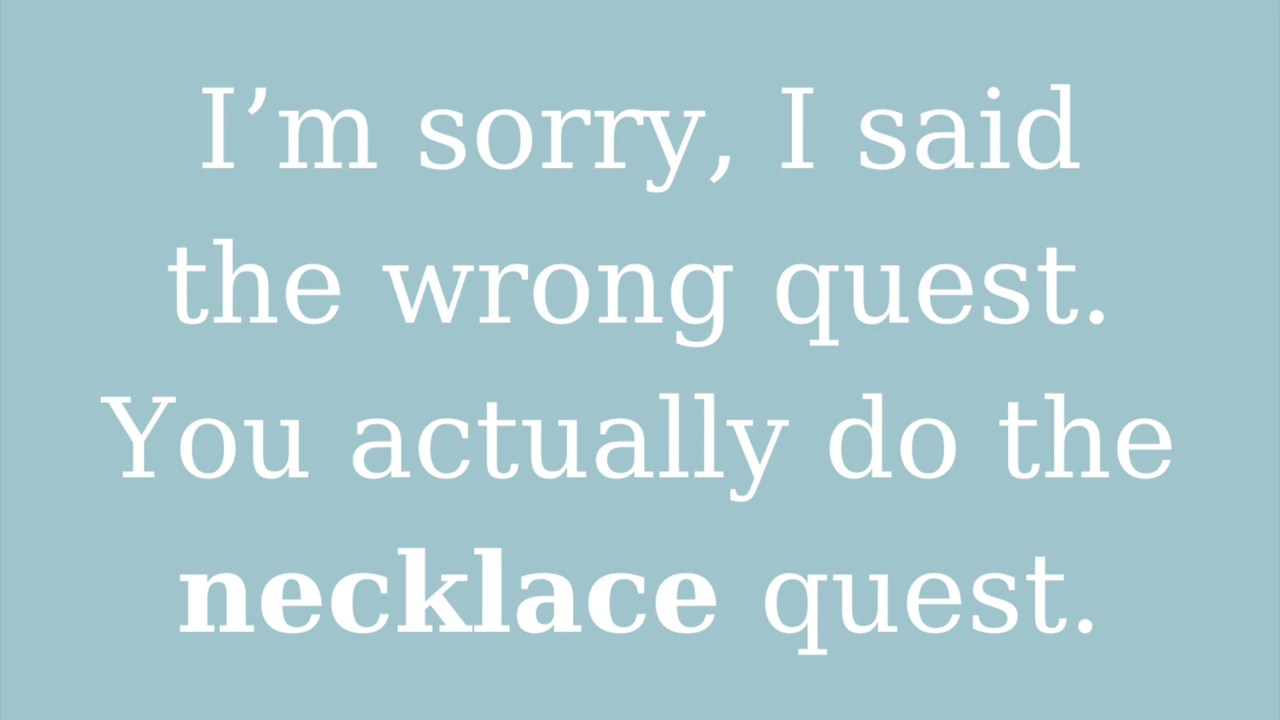 I’m sorry, I said
the wrong quest.
You actually do the
necklace quest.